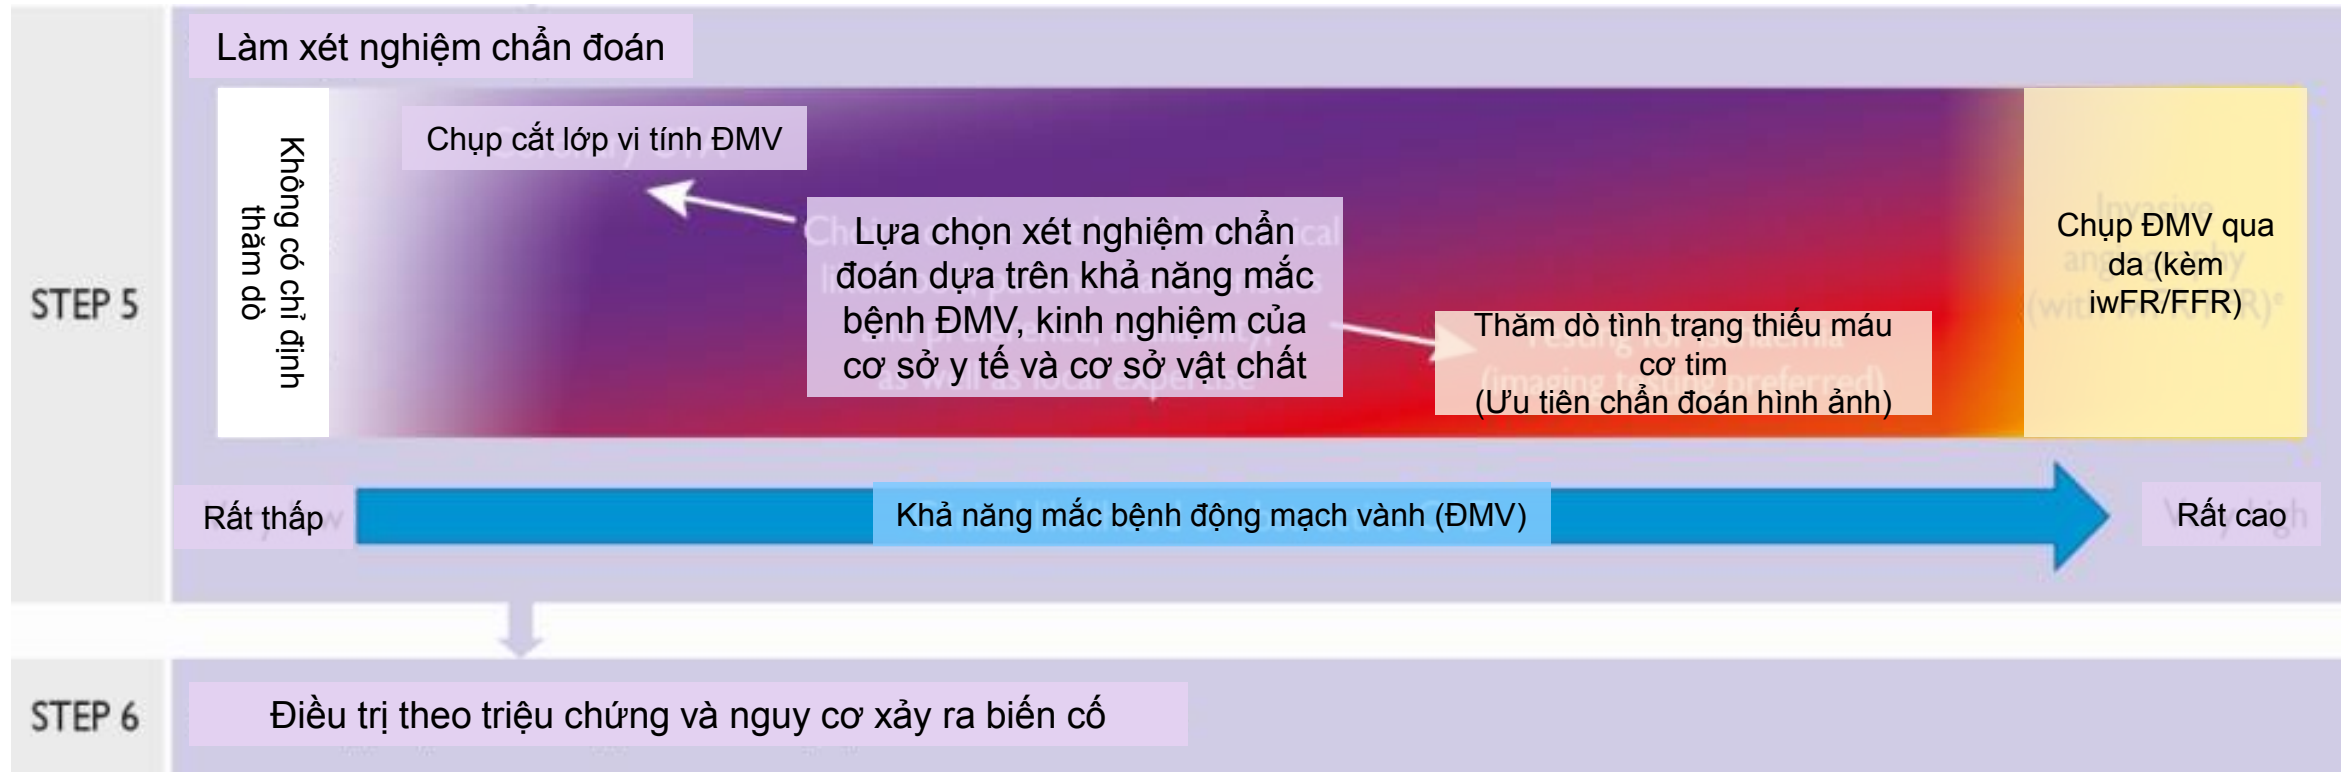 Làm xét nghiệm chẩn đoán
Không có chỉ định
thăm dò
Chụp cắt lớp vi tính ĐMV
Lựa chọn xét nghiệm chẩn
đoán dựa trên khả năng mắc
bệnh ĐMV, kinh nghiệm của
cơ sở y tế và cơ sở vật chất
Thăm dò tình trạng thiếu máu
cơ tim
(Ưu tiên chẩn đoán hình ảnh)
Chụp ĐMV qua
da (kèm
iwFR/FFR)
STEP 5
Rất thấp
Khả năng mắc bệnh động mạch vành (ĐMV)
Rất cao
STEP 6
Điều trị theo triệu chứng và nguy cơ xảy ra biến cố